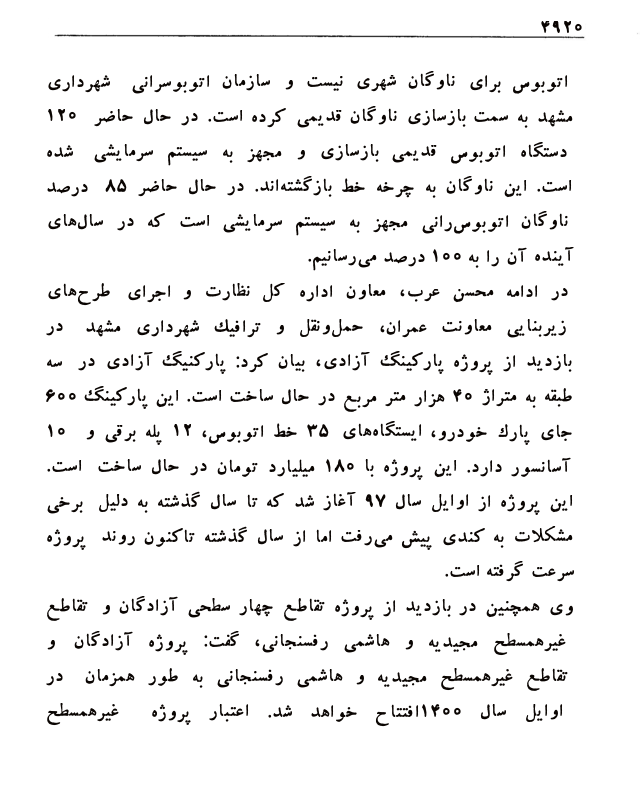 ۴۹۲۰
اتوبوس برای ناوگان شهری نیست و سازمان اتوبوسرانی شهرداری
مشهد به سمت بازسازی ناوگان قدیمی کرده است. در حال حاضر ۱۲۰
دستگاه اتوبوس قدیمی بازسازی و مجهز به سیستم سرمایشی شده
است. این ناوگان به چرخه خط بازگشته‌اند. در حال حاضر ۸۵ درصد
ناوگان اتوبوس‌رانی مجهز به سیستم سرمایشی است که در سال‌های
آینده آن را به ۱۰۰ درصد می‌رسانیم.
در ادامه محسن عرب، معاون اداره کل نظارت و اجرای طرح‌های
زیربنایی معاونت عمران، حمل‌ونقل و ترافیك شهرداری مشهد در
بازدید از پروژه پارکینگ آزادی، بیان کرد: پارکنیگ آزادی در سه
طبقه به متراژ ۴۰ هزار متر مربع در حال ساخت است. این پارکینگ ۶۰۰
جای پارك خودرو، ایستگاه‌های ۳۵ خط اتوبوس، ۱۲ پله برقی و ۱۰
آسانسور دارد. این پروژه با ۱۸۰ میلیارد تومان در حال ساخت است.
این پروژه از اوایل سال ۹۷ آغاز شد که تا سال گذشته به دلیل برخی
مشکلات به کندی پیش می‌رفت اما از سال گذشته تاکنون روند پروژه
سرعت گرفته است.
وی همچنین در بازدید از پروژه تقاطع چهار سطحی آزادگان و تقاطع
غیرهمسطح مجیدیه و هاشمی رفسنجانی، گفت: پروژه آزادگان و
تقاطع غیرهمسطح مجیدیه و هاشمی رفسنجانی به طور همزمان در
اوایل سال ۱۴۰۰افتتاح خواهد شد. اعتبار پروژه غیرهمسطح